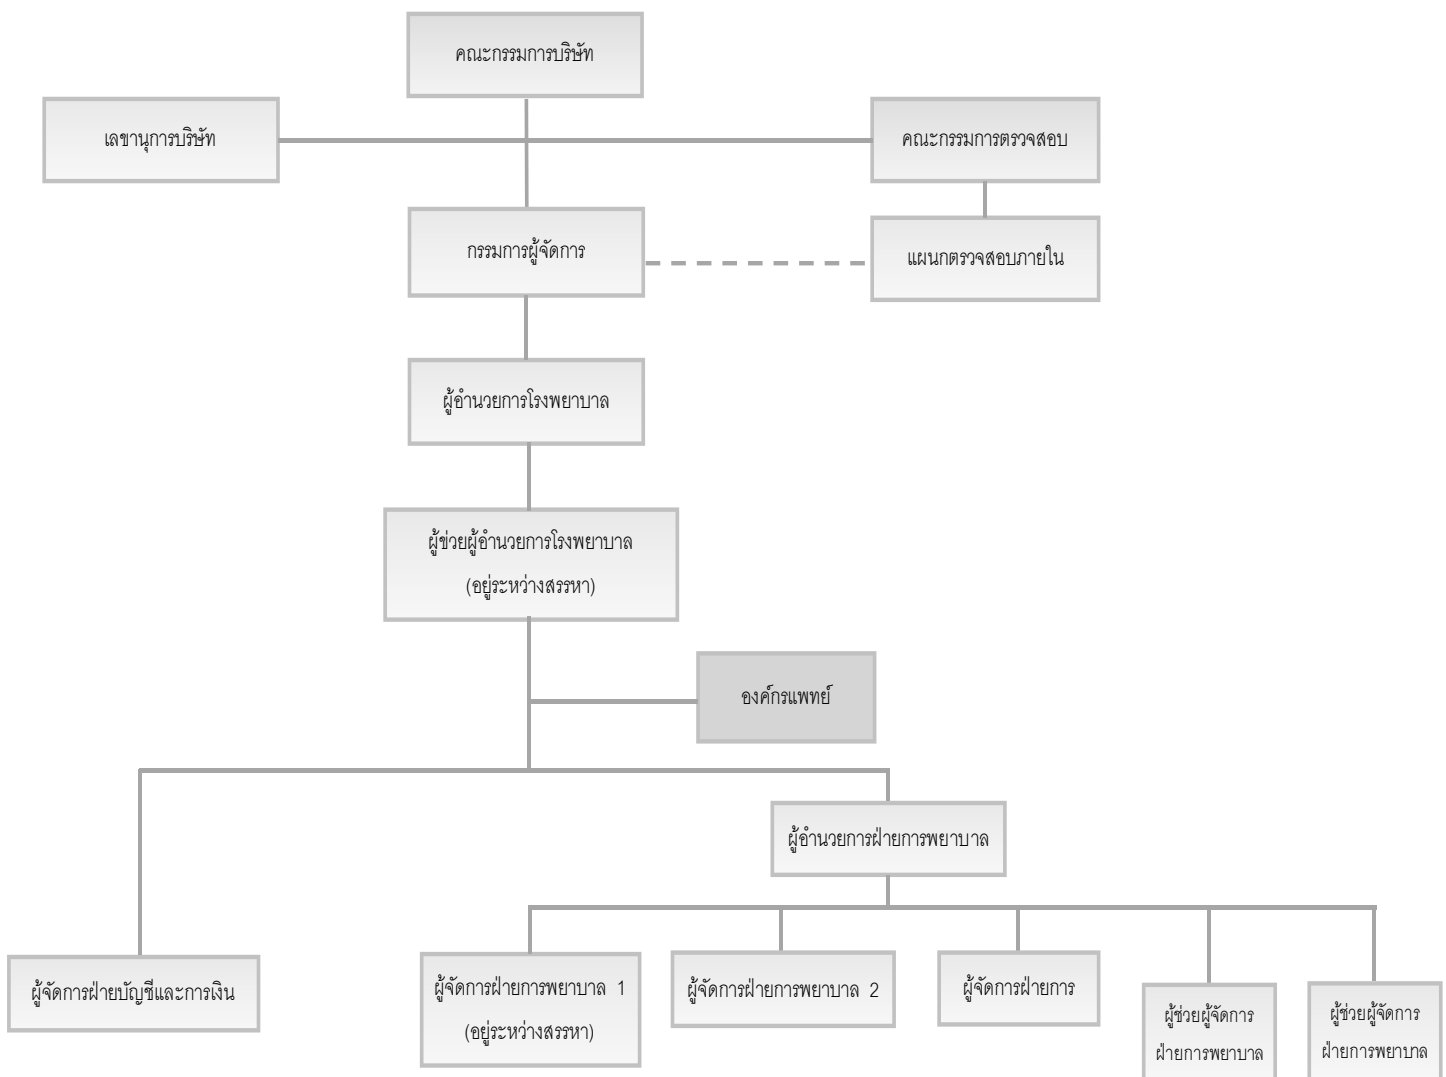 คณะกรรมการบริษัท
เลขานุการบริษัท
คณะกรรมการตรวจสอบ
กรรมการผู้จัดการ
แผนกตรวจสอบภายใน
ผู้อำนวยการโรงพยาบาล
ผู้ช่วยผู้อำนวยการโรงพยาบาล
(อยู่ระหว่างสรรหา)
องค์กรแพทย์
ผู้อำนวยการฝ่ายการพยาบาล
ผู้จัดการฝ่ายบัญชีและการเงิน
ผู้จัดการฝ่ายการพยาบาล 1
(อยู่ระหว่างสรรหา)
ผู้จัดการฝ่ายการพยาบาล 2
ผู้จัดการฝ่ายการ
ผู้ช่วยผู้จัดการ
ฝ่ายการพยาบาล
ผู้ช่วยผู้จัดการ
ฝ่ายการพยาบาล